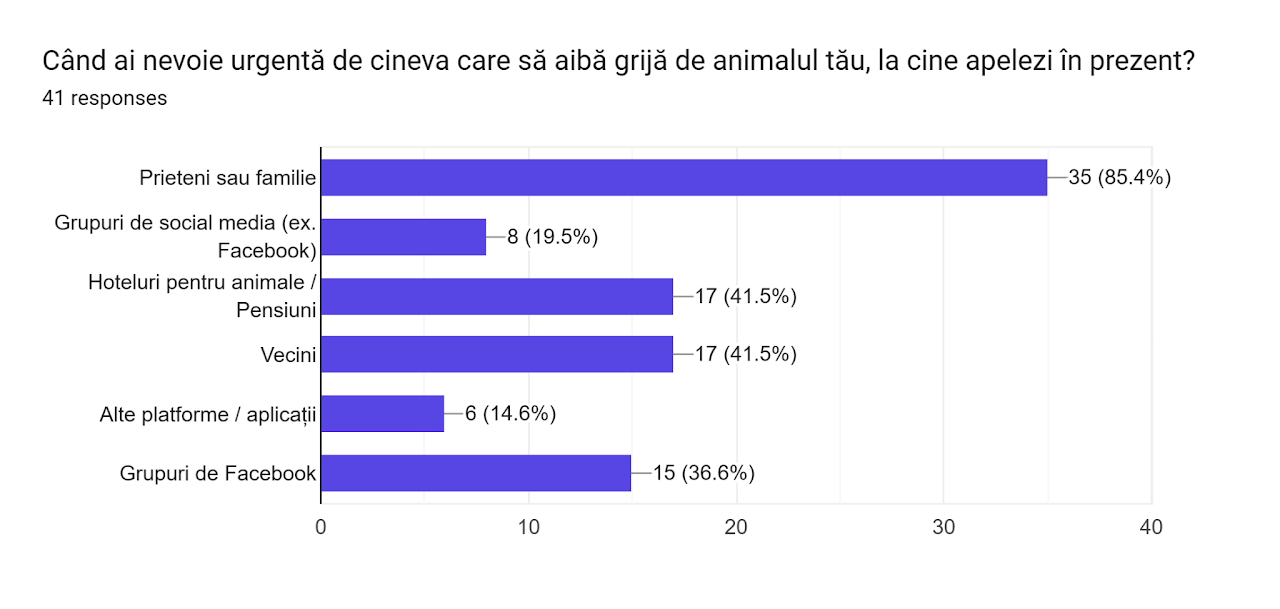 Când ai nevoie urgentă de cineva care să aibă grijă de animalul tău, la cine apelezi în prezent?
41 responses
Prieteni sau familie
35 (85.4%)
Grupuri de social media (ex.
Facebook)
8 (19.5%)
Hoteluri pentru animale /
Pensiuni
17 (41.5%)
Vecini
17 (41.5%)
Alte platforme / aplicații
6 (14.6%)
Grupuri de Facebook
15 (36.6%)
0
10
20
30
40